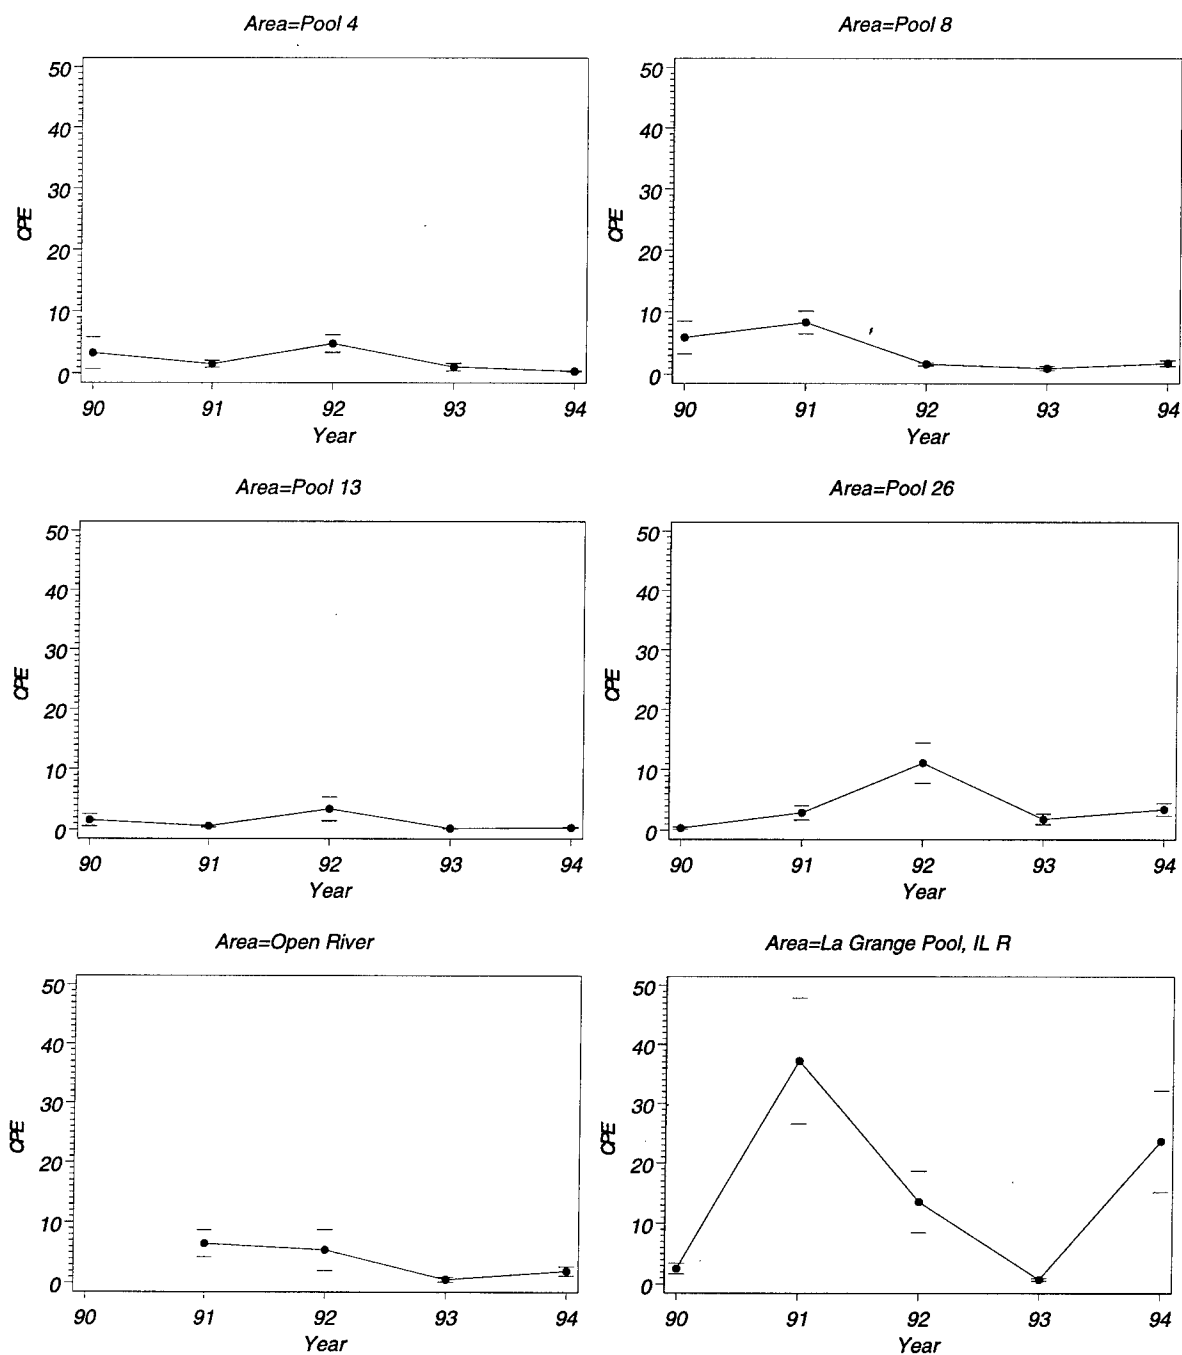 Area=Pool 4
50
40
30
20
10
0
CPE
90 91 92 93 94
Year
Area=Pool 8
50
40
30
20
10
0
CPE
90 91 92 93 94
Year
Area=Pool 13
50
40
30
20
10
0
CPE
90 91 92 93 94
Year
Area=Pool 26
50
40
30
20
10
0
CPE
90 91 92 93 94
Year
Area=Open River
50
40
30
20
10
0
CPE
90 91 92 93 94
Year
Area=La Grange Pool, IL R
50
40
30
20
10
0
CPE
90 91 92 93 94
Year